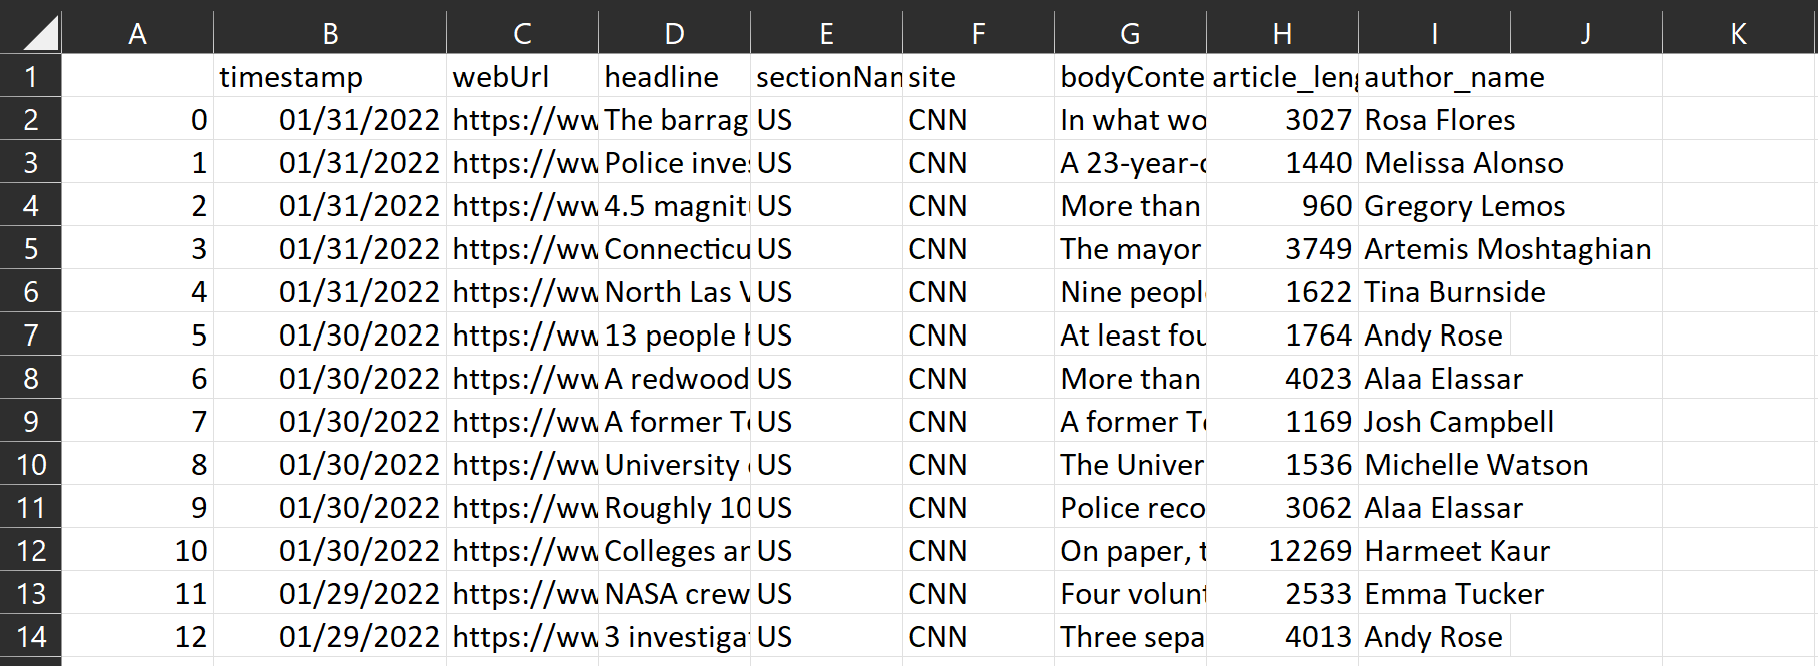 A B C D E F G H I J K
1 timestamp webUrl headline sectionNam site bodyConte article_leng author_name
2 0 01/31/2022 https://ww The barrag US CNN In what wo 3027 Rosa Flores
3 1 01/31/2022 https://ww Police inves US CNN A 23-year-o 1440 Melissa Alonso
4 2 01/31/2022 https://ww 4.5 magnitu US CNN More than 960 Gregory Lemos
5 3 01/31/2022 https://ww Connecticu US CNN The mayor 3749 Artemis Moshtaghian
6 4 01/31/2022 https://ww North Las V US CNN Nine people 1622 Tina Burnside
7 5 01/30/2022 https://ww 13 people h US CNN At least fou 1764 Andy Rose
8 6 01/30/2022 https://ww A redwood US CNN More than 4023 Alaa Elassar
9 7 01/30/2022 https://ww A former Te US CNN A former Te 1169 Josh Campbell
10 8 01/30/2022 https://ww University US CNN The Univer 1536 Michelle Watson
11 9 01/30/2022 https://ww Roughly 10 US CNN Police reco 3062 Alaa Elassar
12 10 01/30/2022 https://ww Colleges an US CNN On paper, t 12269 Harmeet Kaur
13 11 01/29/2022 https://ww NASA crew US CNN Four volunt 2533 Emma Tucker
14 12 01/29/2022 https://ww 3 investigat US CNN Three sepa 4013 Andy Rose